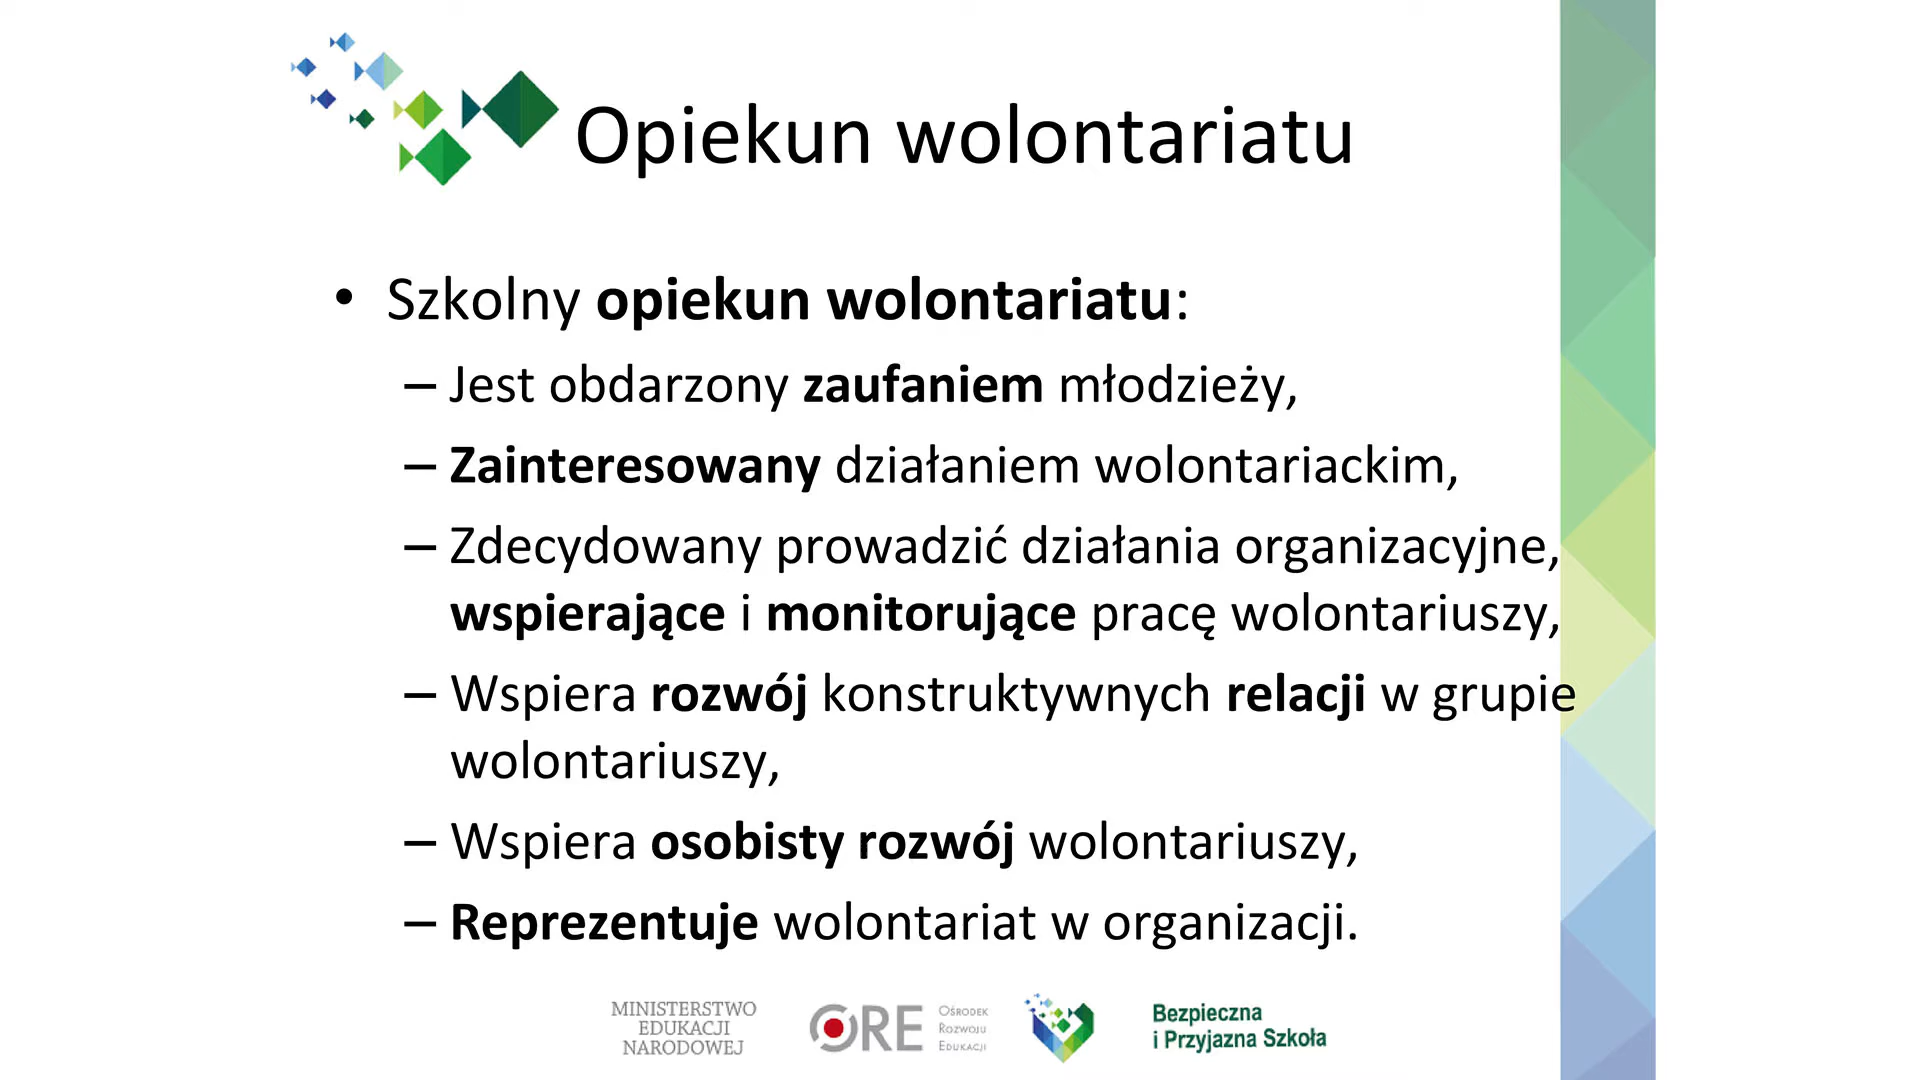 Opiekun wolontariatu
• Szkolny opiekun wolontariatu:
– Jest obdarzony zaufaniem młodzieży,
– Zainteresowany działaniem wolontariackim,
– Zdecydowany prowadzić działania organizacyjne,
wspierające i monitorujące pracę wolontariuszy,
– Wspiera rozwój konstruktywnych relacji w grupie
wolontariuszy,
– Wspiera osobisty rozwój wolontariuszy,
– Reprezentuje wolontariat w organizacji.
MINISTERSTWO
EDUKACJI
NARODOWEJ
ORE
Ośrodek
Rozwoju
Edukacji
Bezpieczna
i Przyjazna Szkoła